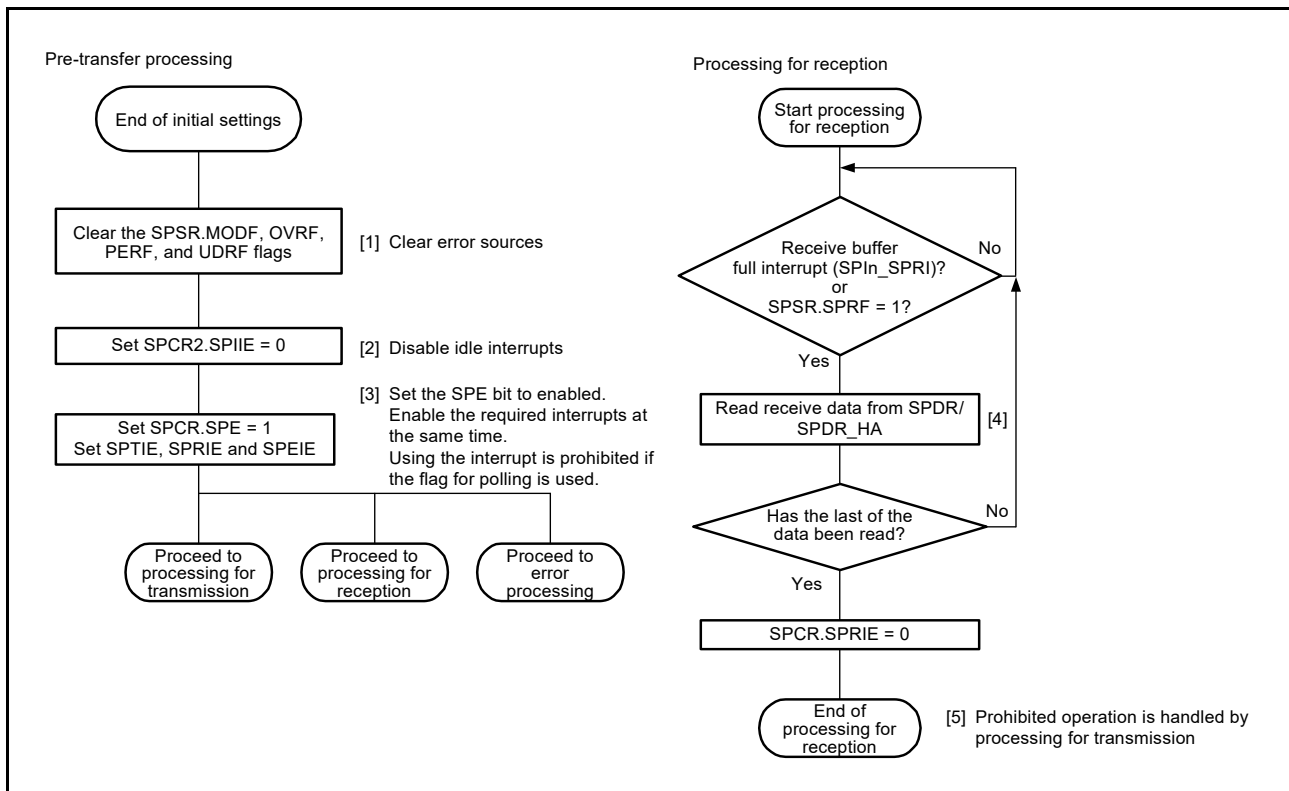 Pre-transfer processing
End of initial settings
Clear the SPSR.MODF, OVRF,
PERF, and UDRF flags
[1] Clear error sources
Set SPCR2.SPIIE = 0
[2] Disable idle interrupts
Set SPCR.SPE = 1
Set SPTIE, SPRIE and SPEIE
[3] Set the SPE bit to enabled.
Enable the required interrupts at
the same time.
Using the interrupt is prohibited if
the flag for polling is used.
Proceed to
processing for
transmission
Proceed to
processing for
reception
Proceed to
error
processing
Processing for reception
Start processing
for reception
Receive buffer
full interrupt (SPIn_SPRI)?
or
SPSR.SPRF = 1?
No
Yes
Read receive data from SPDR/
SPDR_HA
[4]
Has the last of the
data been read?
No
Yes
SPCR.SPRIE = 0
End of
processing for
reception
[5] Prohibited operation is handled by
processing for transmission